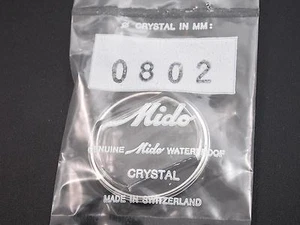 Ø CRYSTAL IN MM:
0802
Mido
GENUINE Mido WATERPROOF
CRYSTAL
MADE IN SWITZERLAND